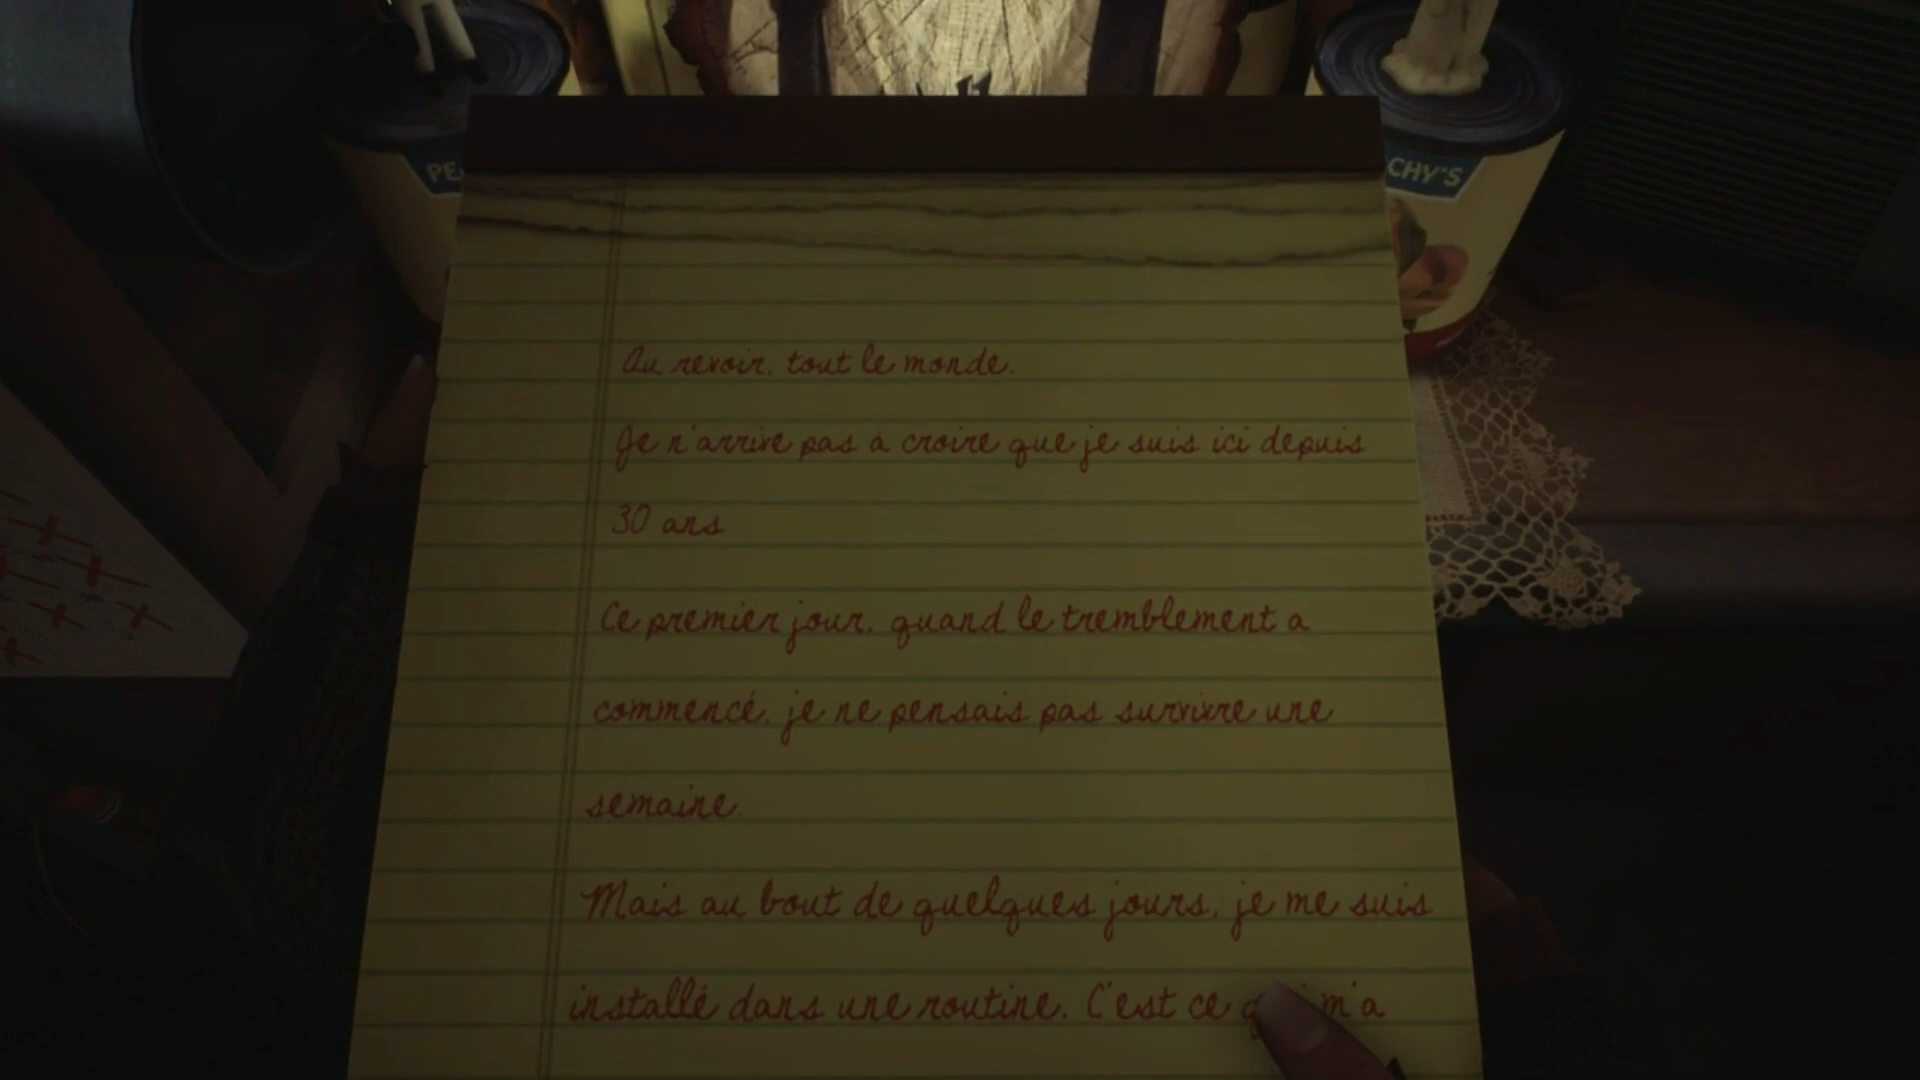 PE
CHY'S
Au revoir, tout le monde.
Je n'arrive pas à croire que je suis ici depuis
30 ans
Ce premier jour, quand le tremblement a
commencé, je ne pensais pas survivre une
semaine.
Mais au bout de quelques jours, je me suis
installé dans une routine. C'est ce m'a